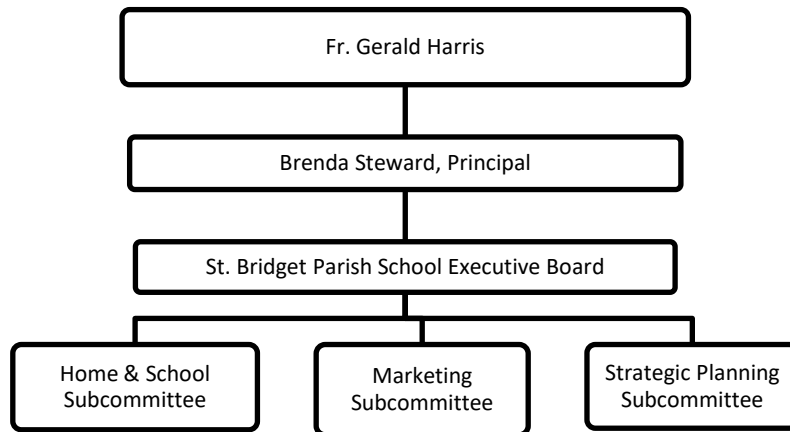 Fr. Gerald Harris
Brenda Steward, Principal
St. Bridget Parish School Executive Board
Home & School
Subcommittee
Marketing
Subcommittee
Strategic Planning
Subcommittee